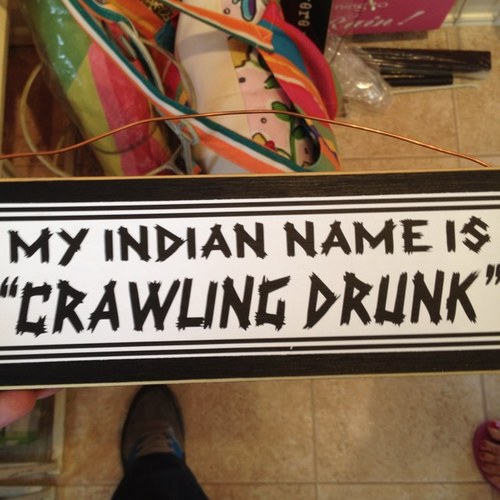 MY INDIAN NAME IS
"CRAWLING DRUNK"